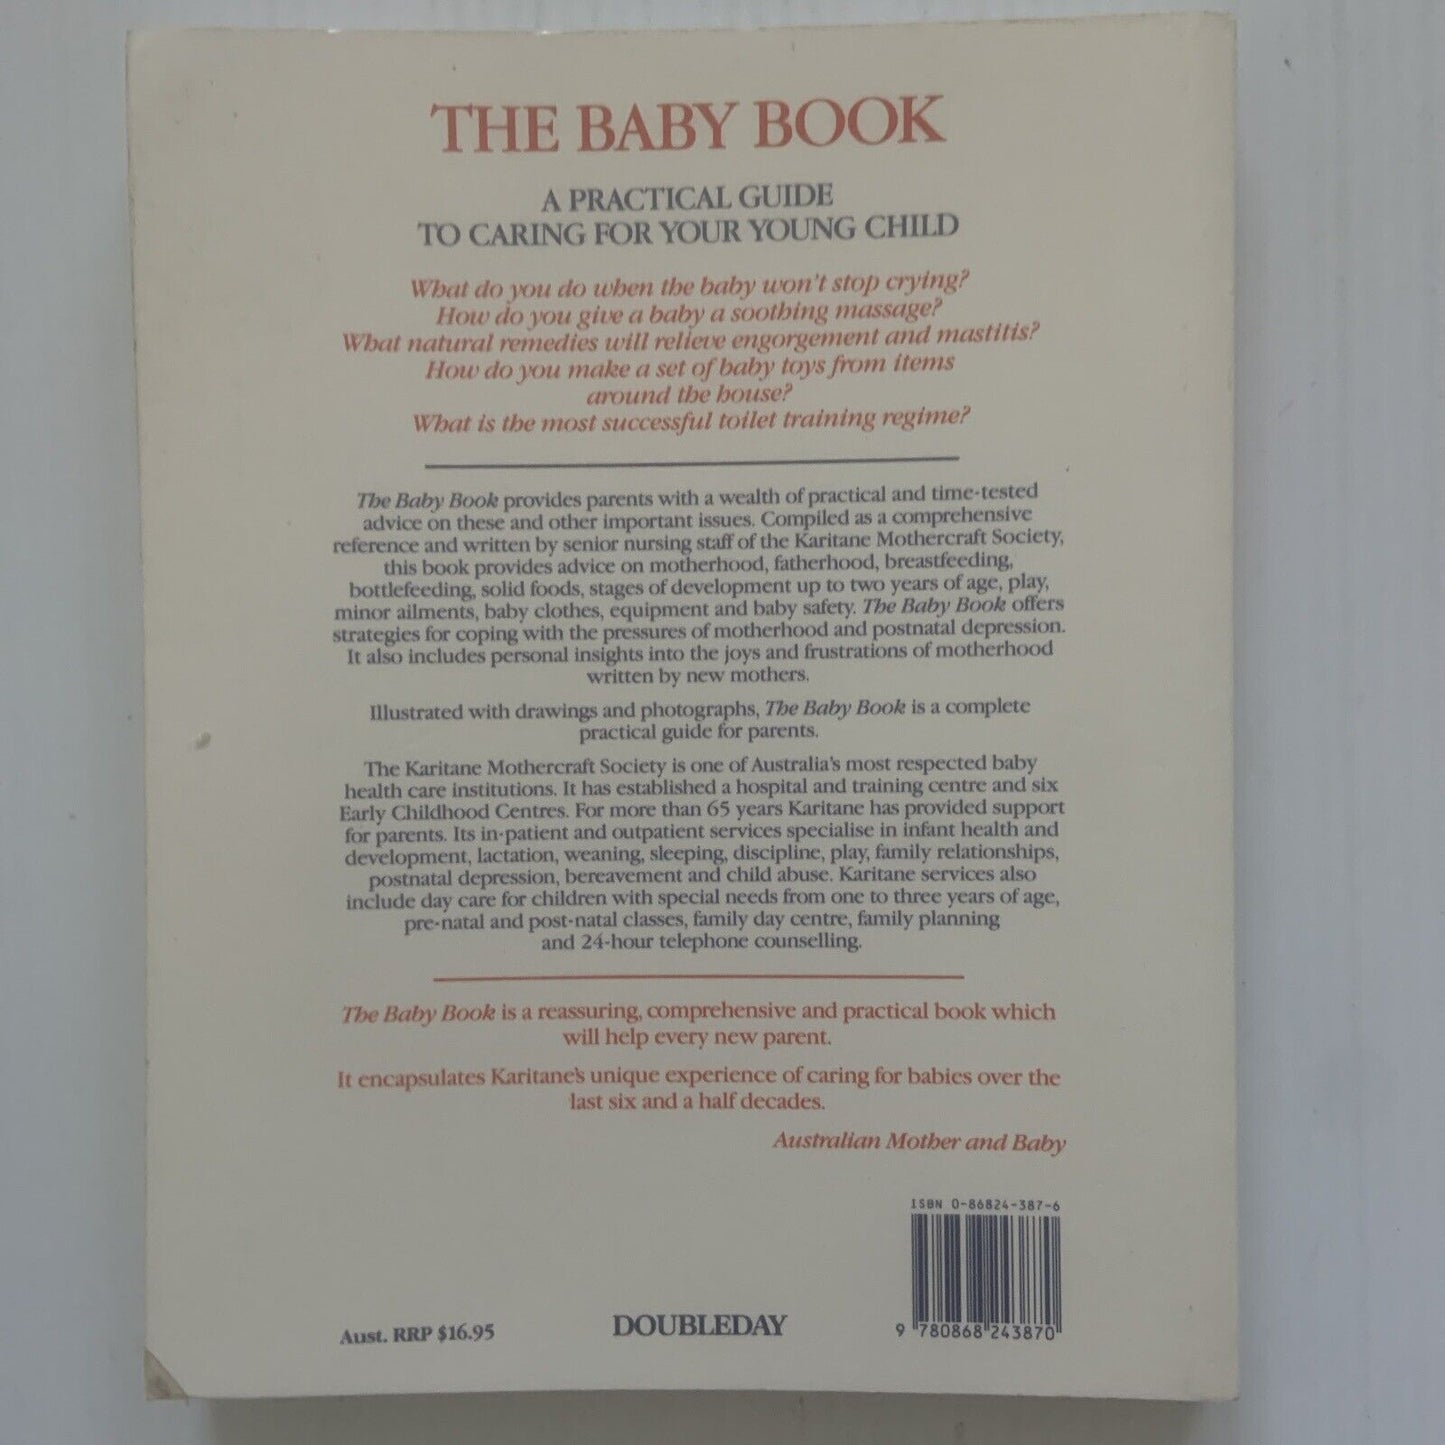 THE BABY BOOK
A PRACTICAL GUIDE
TO CARING FOR YOUR YOUNG CHILD
What do you do when the baby won't stop crying?
How do you give a baby a soothing massage?
What natural remedies will relieve engorgement and mastitis?
How do you make a set of baby toys from items
around the house?
What is the most successful toilet training regime?
The Baby Book provides parents with a wealth of practical and time-tested
advice on these and other important issues. Compiled as a comprehensive
reference and written by senior nursing staff of the Karitane Mothercraft Society,
this book provides advice on motherhood, fatherhood, breastfeeding,
bottlefeeding, solid foods, stages of development up to two years of age, play,
minor ailments, baby clothes, equipment and baby safety. The Baby Book offers
strategies for coping with the pressures of motherhood and postnatal depression.
It also includes personal insights into the joys and frustrations of motherhood
written by new mothers.
Illustrated with drawings and photographs, The Baby Book is a complete
practical guide for parents.
The Karitane Mothercraft Society is one of Australia's most respected baby
health care institutions. It has established a hospital and training centre and six
Early Childhood Centres. For more than 65 years Karitane has provided support
for parents. Its in-patient and outpatient services specialise in infant health and
development, lactation, weaning, sleeping, discipline, play, family relationships,
postnatal depression, bereavement and child abuse. Karitane services also
include day care for children with special needs from one to three years of age,
pre-natal and post-natal classes, family day centre, family planning
and 24-hour telephone counselling.
The Baby Book is a reassuring, comprehensive and practical book which
will help every new parent.
It encapsulates Karitane's unique experience of caring for babies over the
last six and a half decades.
Australian Mother and Baby
ISBN 0-86824-387-6
9 780868 243870
Aust. RRP $16.95
DOUBLEDAY